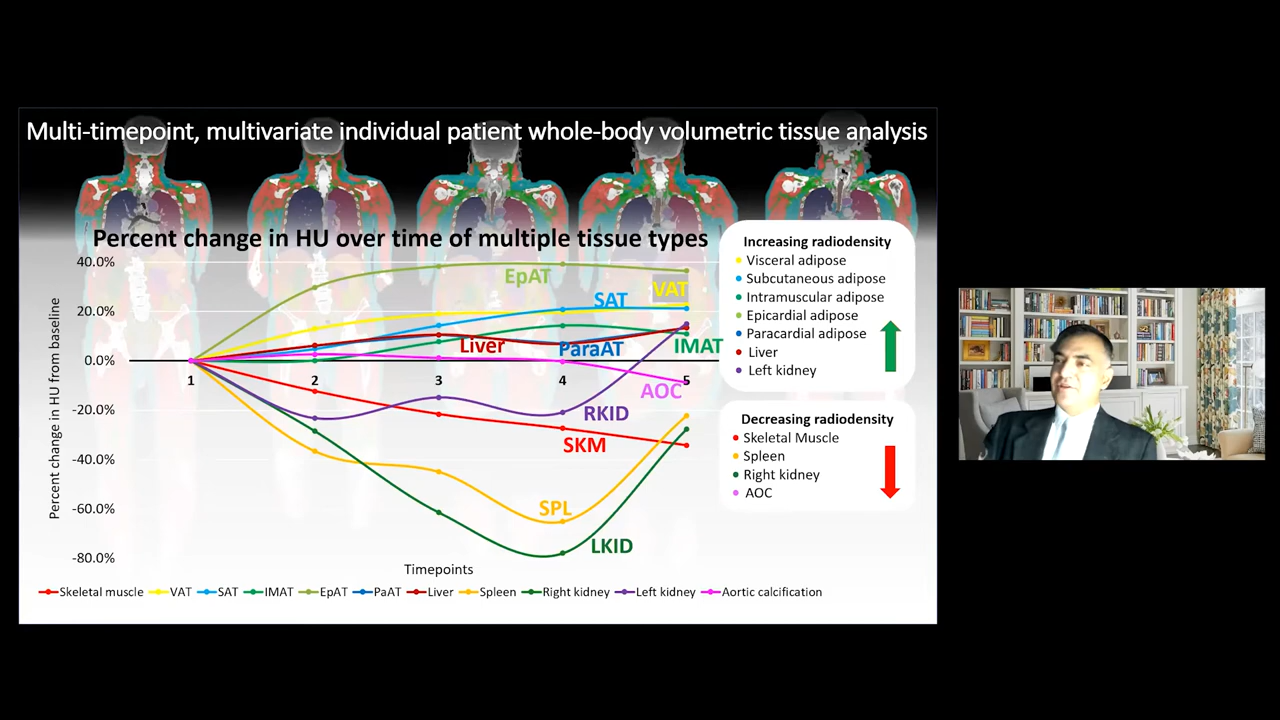 Multi-timepoint, multivariate individual patient whole-body volumetric tissue analysis
Percent change in HU over time of multiple tissue types
Percent change in HU from baseline
40.0%
20.0%
0.0%
-20.0%
-40.0%
-60.0%
-80.0%
1
2
3
4
5
EpAT
SAT
VAT
Liver
ParaAT
IMAT
AOC
RKID
SKM
SPL
LKID
Timepoints
Skeletal muscle VAT SAT IMAT EpAT PaAT Liver Spleen Right kidney Left kidney Aortic calcification
Increasing radiodensity
Visceral adipose
Subcutaneous adipose
Intramuscular adipose
Epicardial adipose
Paracardial adipose
Liver
Left kidney
Decreasing radiodensity
Skeletal Muscle
Spleen
Right kidney
AOC